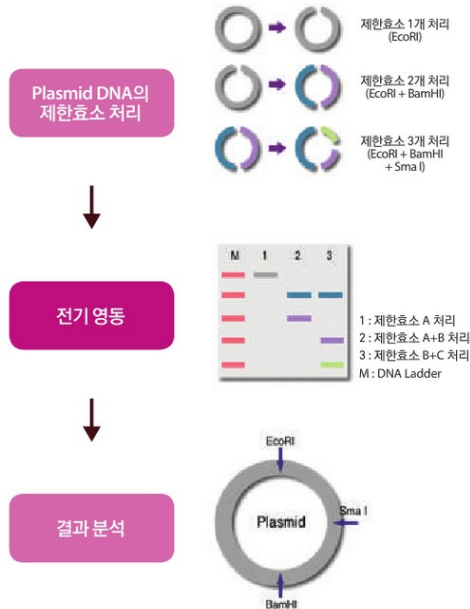 제한효소 1개 처리
(EcoRI)
Plasmid DNA의
제한효소 처리
제한효소 2개 처리
(EcoRI + BamHI)
제한효소 3개 처리
(EcoRI + BamHI
+ Sma I)
전기 영동
M 1 2 3
1 : 제한효소 A 처리
2 : 제한효소 A+B 처리
3 : 제한효소 B+C 처리
M : DNA Ladder
결과 분석
EcoRI
Plasmid
Sma I
BamHI